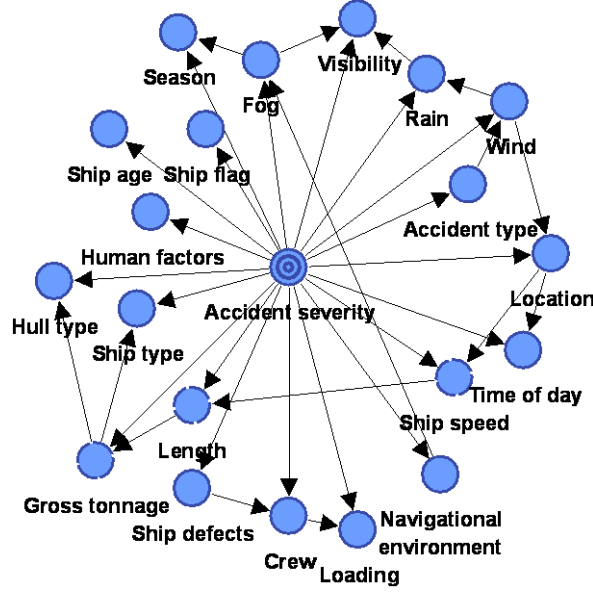 Visibility
Season
Fog
Rain
Wind
Ship age
Ship flag
Accident type
Human factors
Location
Accident severity
Hull type
Ship type
Time of day
Ship speed
Length
Gross tonnage
Navigational
environment
Ship defects
Crew
Loading